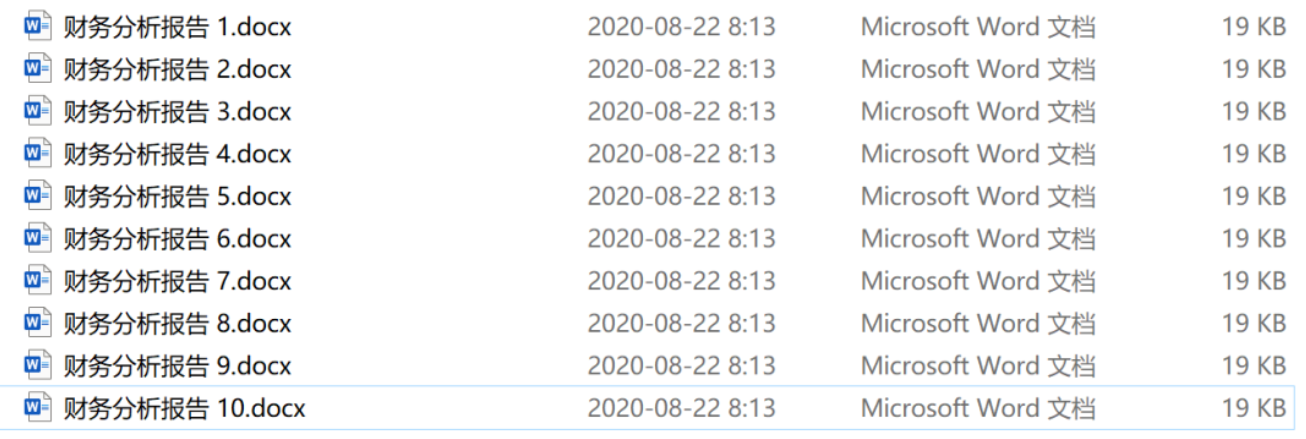 财务分析报告 1.docx 2020-08-22 8:13 Microsoft Word 文档 19 KB
财务分析报告 2.docx 2020-08-22 8:13 Microsoft Word 文档 19 KB
财务分析报告 3.docx 2020-08-22 8:13 Microsoft Word 文档 19 KB
财务分析报告 4.docx 2020-08-22 8:13 Microsoft Word 文档 19 KB
财务分析报告 5.docx 2020-08-22 8:13 Microsoft Word 文档 19 KB
财务分析报告 6.docx 2020-08-22 8:13 Microsoft Word 文档 19 KB
财务分析报告 7.docx 2020-08-22 8:13 Microsoft Word 文档 19 KB
财务分析报告 8.docx 2020-08-22 8:13 Microsoft Word 文档 19 KB
财务分析报告 9.docx 2020-08-22 8:13 Microsoft Word 文档 19 KB
财务分析报告 10.docx 2020-08-22 8:13 Microsoft Word 文档 19 KB